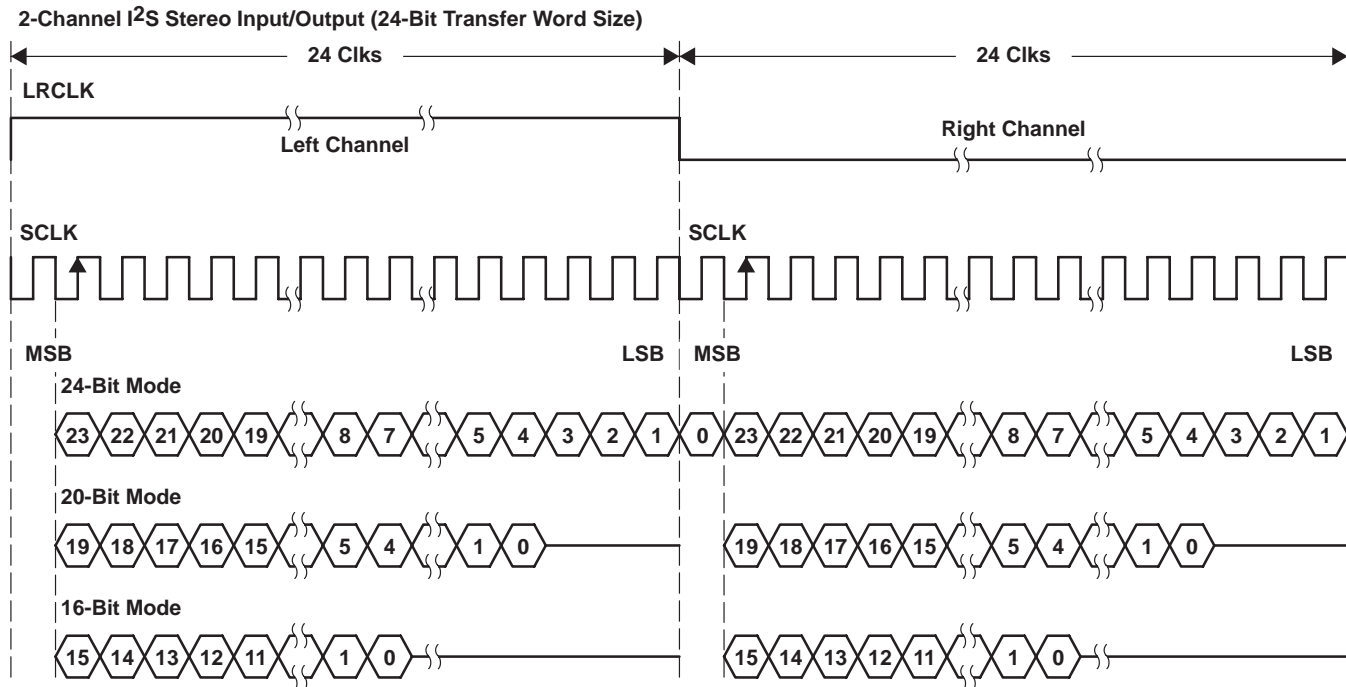 2-Channel I2S Stereo Input/Output (24-Bit Transfer Word Size)
24 Clks 24 Clks
LRCLK
Left Channel Right Channel
SCLK SCLK
MSB LSB MSB LSB
24-Bit Mode
23 22 21 20 19 8 7 5 4 3 2 1 0 23 22 21 20 19 8 7 5 4 3 2 1
20-Bit Mode
19 18 17 16 15 5 4 1 0 19 18 17 16 15 5 4 1 0
16-Bit Mode
15 14 13 12 11 1 0 15 14 13 12 11 1 0